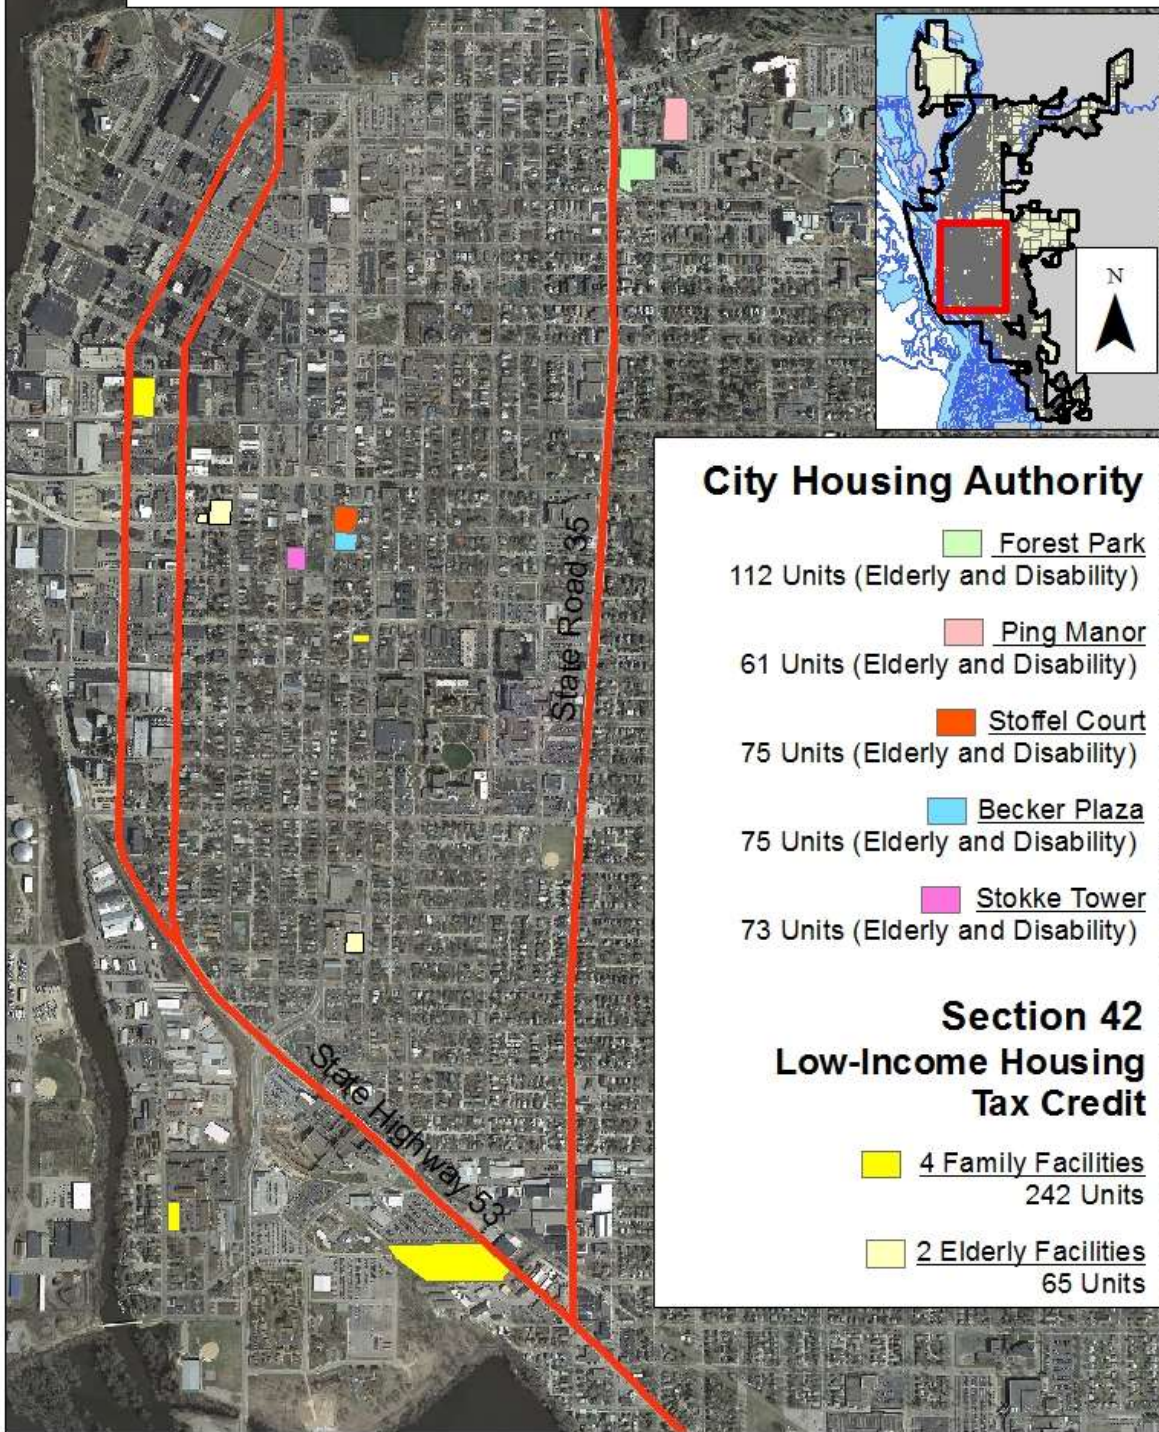 N
City Housing Authority
Forest Park
112 Units (Elderly and Disability)
Ping Manor
61 Units (Elderly and Disability)
Stoffel Court
75 Units (Elderly and Disability)
Becker Plaza
75 Units (Elderly and Disability)
Stokke Tower
73 Units (Elderly and Disability)
Section 42
Low-Income Housing
Tax Credit
4 Family Facilities
242 Units
2 Elderly Facilities
65 Units
State Road 35
State Highway 53